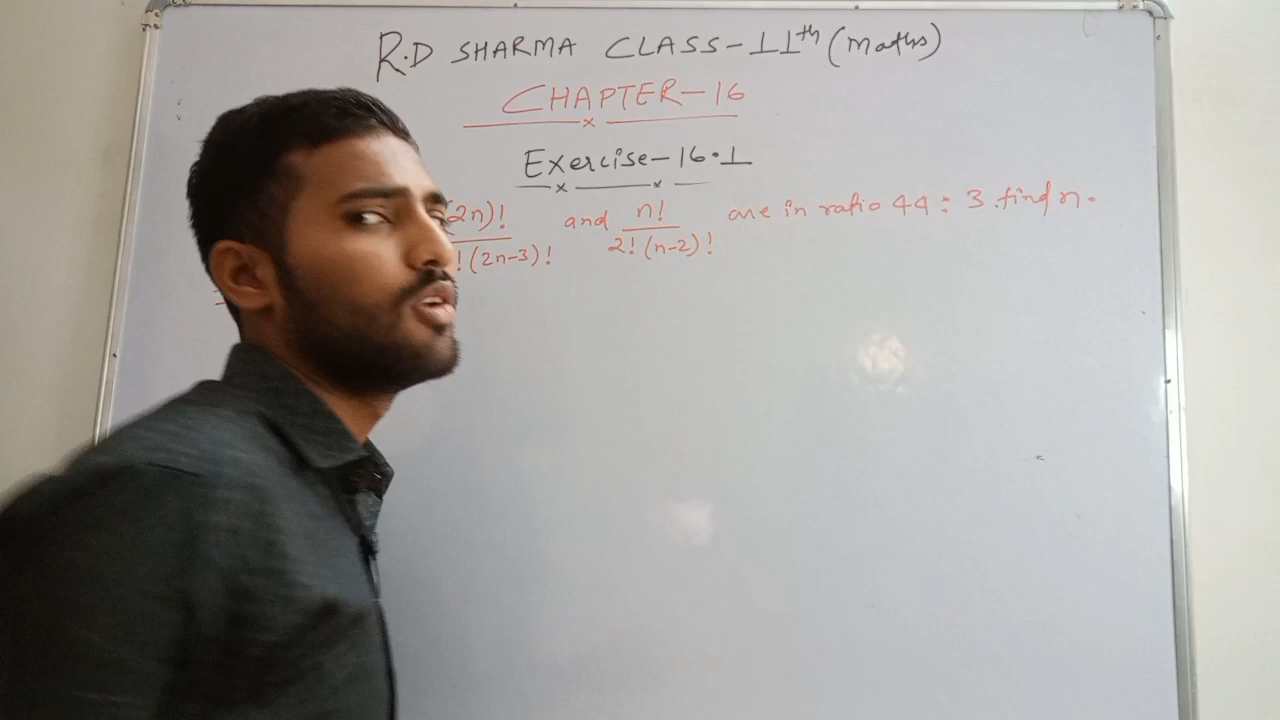 R.D SHARMA CLASS-11th (Maths)
CHAPTER-16
Exercise-16.1
(2n)! / !(2n-3)! and n! / 2!(n-2)! are in ratio 44:3 find n.